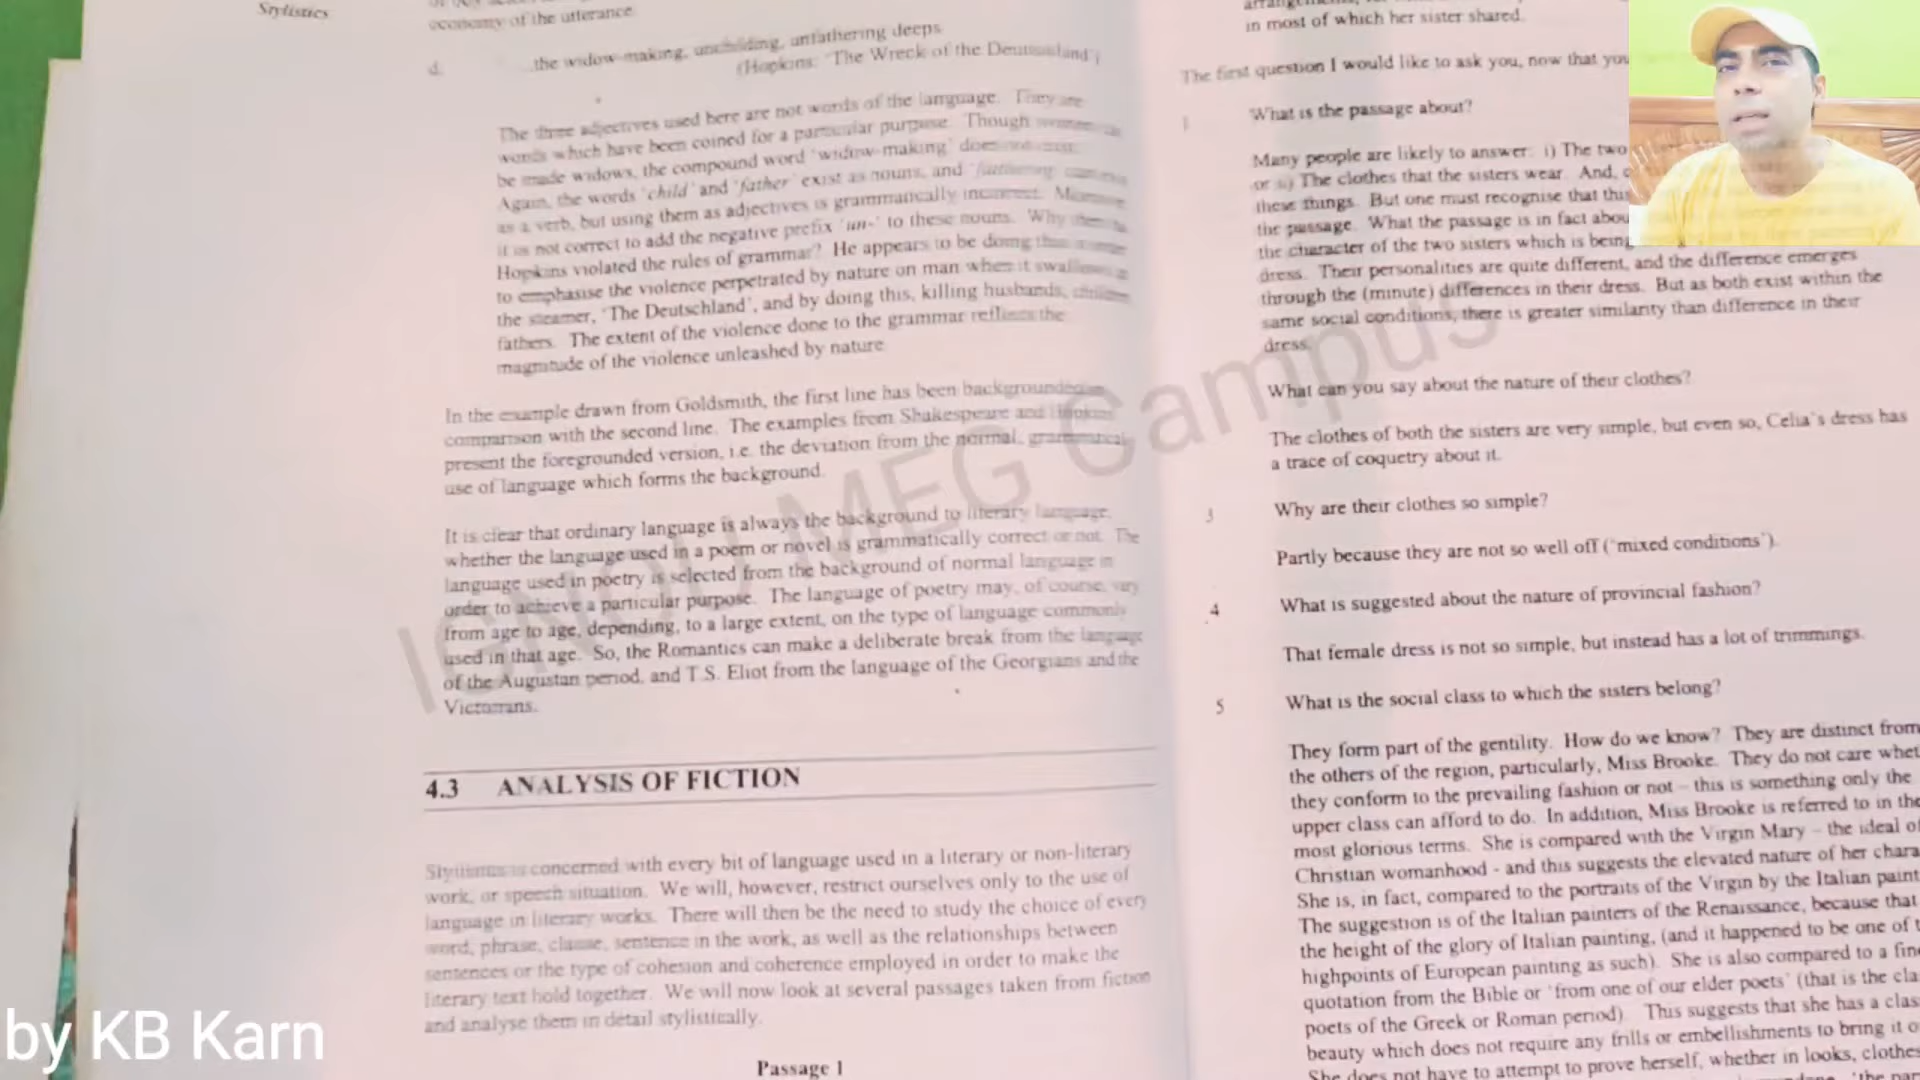 Stylistics
economy of the utterance.
d. ...the widow-making, unchilding, unfathering deeps.
(Hopkins: 'The Wreck of the Deutschland')
The three adjectives used here are not words of the language. They are
words which have been coined for a particular purpose. Though
be made widows, the compound word 'widow-making' does not exist.
Again, the words 'child' and 'father' exist as nouns, and 'fathering'
as a verb, but using them as adjectives is grammatically incorrect. Moreover
it is not correct to add the negative prefix 'un-' to these nouns. Why then
Hopkins violated the rules of grammar? He appears to be doing this
to emphasise the violence perpetrated by nature on man when it swallows
the steamer, 'The Deutschland', and by doing this, killing husbands,
fathers. The extent of the violence done to the grammar reflects the
magnitude of the violence unleashed by nature.
In the example drawn from Goldsmith, the first line has been backgrounded
comparison with the second line. The examples from Shakespeare and Hopkins
present the foregrounded version, i.e. the deviation from the normal, grammatical
use of language which forms the background.
It is clear that ordinary language is always the background to literary language,
whether the language used in a poem or novel is grammatically correct or not. The
language used in poetry is selected from the background of normal language in
order to achieve a particular purpose. The language of poetry may, of course, vary
from age to age, depending, to a large extent, on the type of language commonly
used in that age. So, the Romantics can make a deliberate break from the language
of the Augustan period, and T.S. Eliot from the language of the Georgians and the
Victorians.
4.3 ANALYSIS OF FICTION
Stylistics is concerned with every bit of language used in a literary or non-literary
work, or speech situation. We will, however, restrict ourselves only to the use of
language in literary works. There will then be the need to study the choice of every
word, phrase, clause, sentence in the work, as well as the relationships between
sentences or the type of cohesion and coherence employed in order to make the
literary text hold together. We will now look at several passages taken from fiction
and analyse them in detail stylistically.
Passage 1
in most of which her sister shared.
The first question I would like to ask you, now that you
1 What is the passage about?
Many people are likely to answer: i) The two
or ii) The clothes that the sisters wear. And,
these things. But one must recognise that
the passage. What the passage is in fact
the character of the two sisters which is being
dress. Their personalities are quite different, and the difference emerges
through the (minute) differences in their dress. But as both exist within the
same social conditions, there is greater similarity than difference in their
dress.
What can you say about the nature of their clothes?
The clothes of both the sisters are very simple, but even so, Celia's dress has
a trace of coquetry about it.
3 Why are their clothes so simple?
Partly because they are not so well off ('mixed conditions').
4 What is suggested about the nature of provincial fashion?
That female dress is not so simple, but instead has a lot of trimmings.
5 What is the social class to which the sisters belong?
They form part of the gentility. How do we know? They are distinct from
the others of the region, particularly, Miss Brooke. They do not care
they conform to the prevailing fashion or not – this is something only the
upper class can afford to do. In addition, Miss Brooke is referred to in the
most glorious terms. She is compared with the Virgin Mary – the ideal of
Christian womanhood - and this suggests the elevated nature of her
She is, in fact, compared to the portraits of the Virgin by the Italian
The suggestion is of the Italian painters of the Renaissance, because that
the height of the glory of Italian painting, (and it happened to be one of
highpoints of European painting as such). She is also compared to a
quotation from the Bible or 'from one of our elder poets' (that is the
poets of the Greek or Roman period). This suggests that she has a
beauty which does not require any frills or embellishments to bring it
She does not have to attempt to prove herself, whether in looks, clothes
IGNOU MEG Campus
by KB Karn